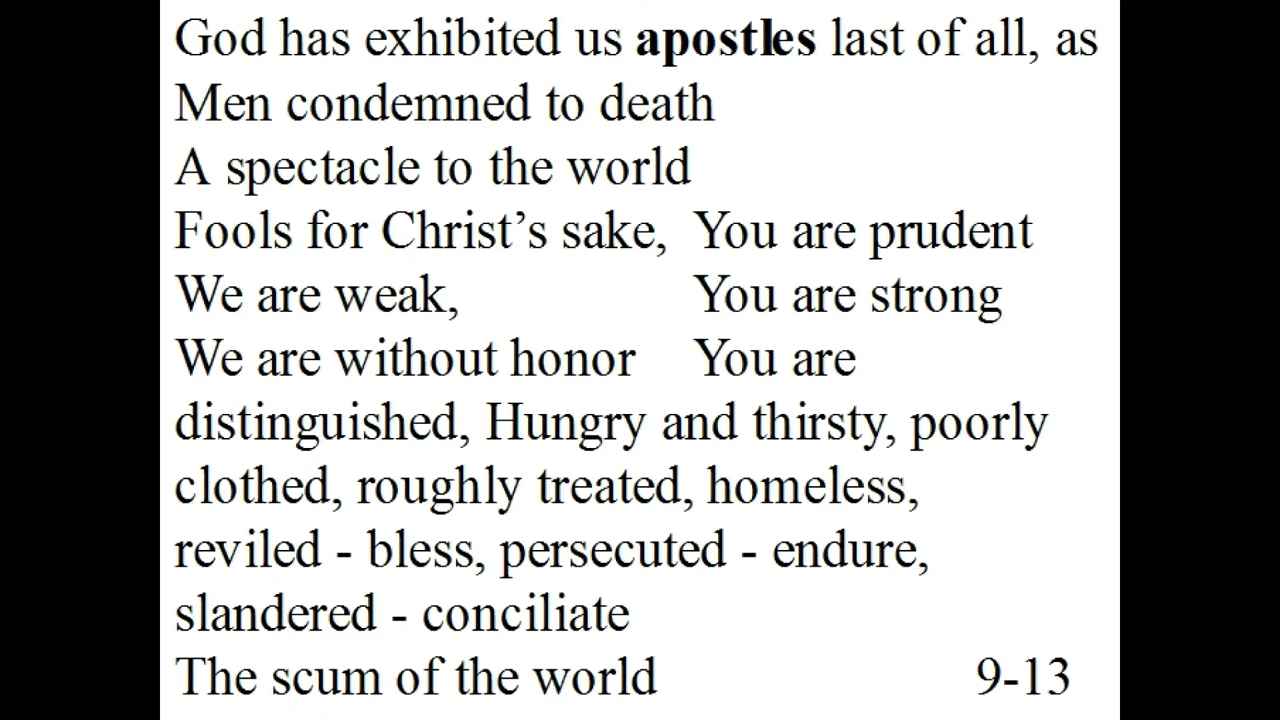 God has exhibited us apostles last of all, as
Men condemned to death
A spectacle to the world
Fools for Christ’s sake, You are prudent
We are weak, You are strong
We are without honor You are
distinguished, Hungry and thirsty, poorly
clothed, roughly treated, homeless,
reviled - bless, persecuted - endure,
slandered - conciliate
The scum of the world 9-13